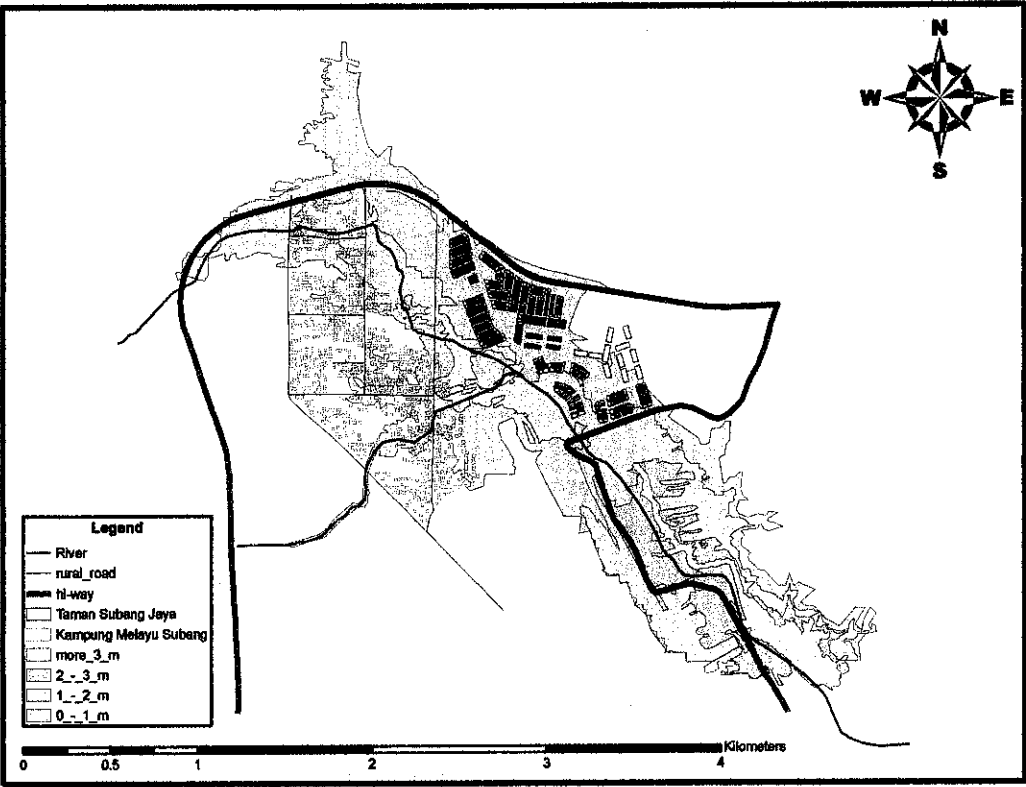 N
W E
S
Legend
River
rural_road
hi-way
Taman Subang Jaya
Kampung Melayu Subang
more_3_m
2_-_3_m
1_-_2_m
0_-_1_m
Kilometers
0 0.5 1 2 3 4